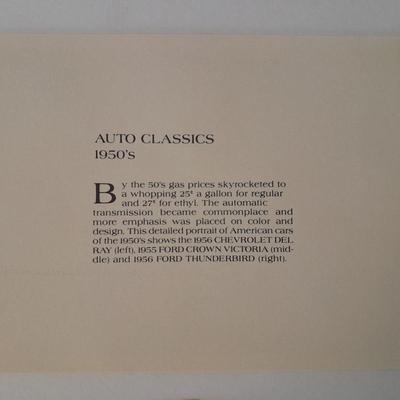 AUTO CLASSICS
1950's
By the 50's gas prices skyrocketed to
a whopping 25¢ a gallon for regular
and 27¢ for ethyl. The automatic
transmission became commonplace and
more emphasis was placed on color and
design. This detailed portrait of American cars
of the 1950's shows the 1956 CHEVROLET DEL
RAY (left), 1955 FORD CROWN VICTORIA (mid-
dle) and 1956 FORD THUNDERBIRD (right).